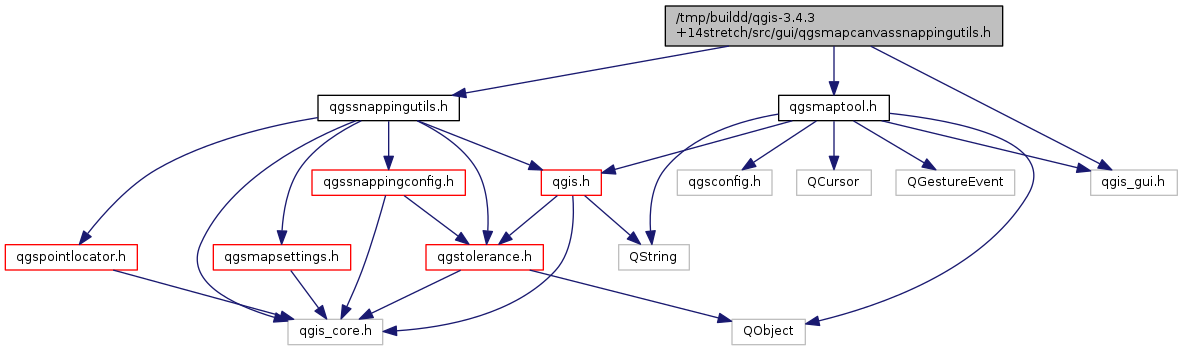 /tmp/buildd/qgis-3.4.3
+14stretch/src/gui/qgsmapcanvassnappingutils.h
qgssnappingutils.h
qgsmaptool.h
qgssnappingconfig.h
qgis.h
qgsconfig.h
QCursor
QGestureEvent
qgis_gui.h
qgspointlocator.h
qgsmapsettings.h
qgstolerance.h
QString
qgis_core.h
QObject